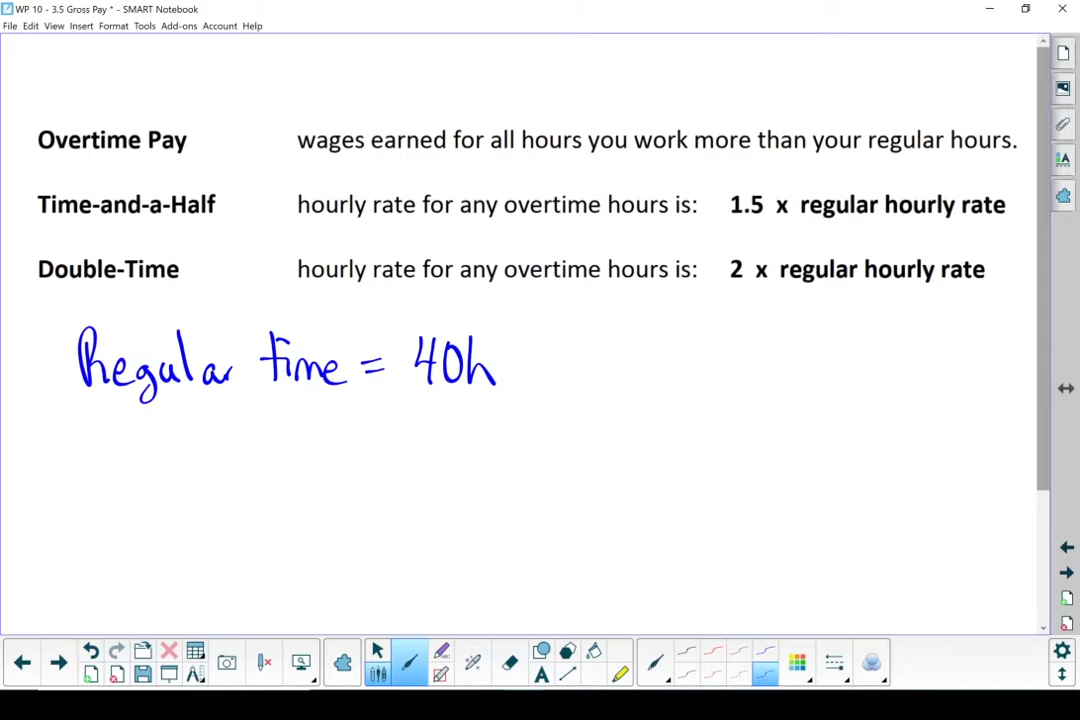 WP 10 - 3.5 Gross Pay * - SMART Notebook
File Edit View Insert Format Tools Add-ons Account Help
Overtime Pay wages earned for all hours you work more than your regular hours.
Time-and-a-Half hourly rate for any overtime hours is: 1.5 x regular hourly rate
Double-Time hourly rate for any overtime hours is: 2 x regular hourly rate
Regular time = 40h